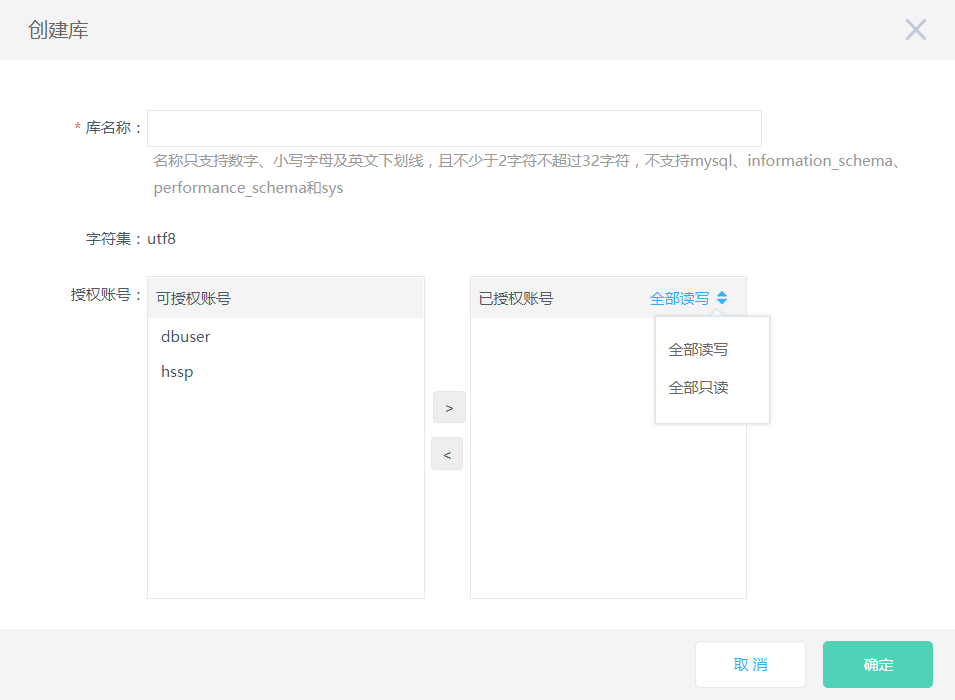 创建库
* 库名称：
名称只支持数字、小写字母及英文下划线，且不少于2字符不超过32字符，不支持mysql、information_schema、
performance_schema和sys
字符集：utf8
授权账号：
可授权账号
dbuser
hssp
>
<
已授权账号
全部读写
全部读写
全部只读
取 消
确定